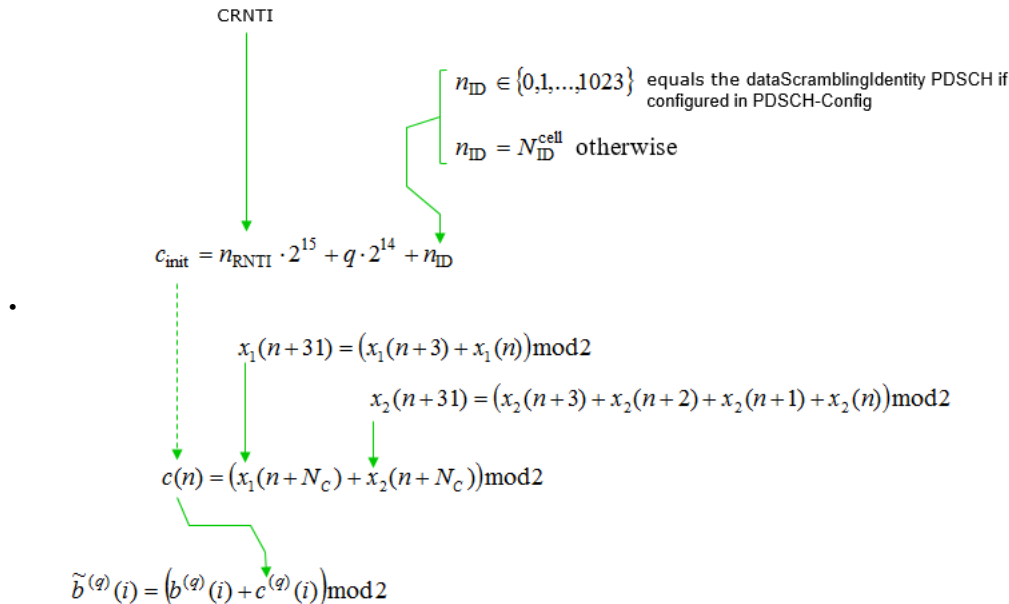 CRNTI
n_ID ∈ {0,1,...,1023} equals the dataScramblingIdentity PDSCH if
configured in PDSCH-Config
n_ID = N_ID^cell otherwise
c_init = n_RNTI · 2^15 + q · 2^14 + n_ID
•
x_1(n+31) = (x_1(n+3) + x_1(n))mod2
x_2(n+31) = (x_2(n+3) + x_2(n+2) + x_2(n+1) + x_2(n))mod2
c(n) = (x_1(n+N_C) + x_2(n+N_C))mod2
b̃^(q)(i) = (b^(q)(i) + c^(q)(i))mod2